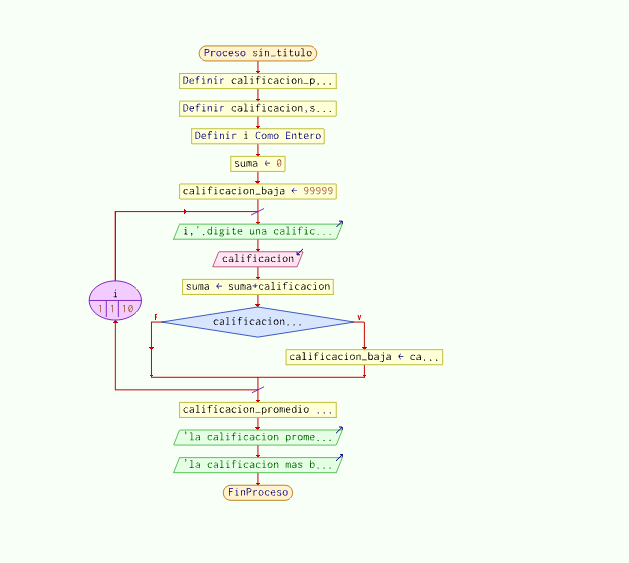 Proceso sin_titulo
Definir calificacion_p...
Definir calificacion,s...
Definir i Como Entero
suma ← 0
calificacion_baja ← 99999
i,'.digite una calific...
calificacion
suma ← suma+calificacion
i
1 1 10
calificacion...
F
V
calificacion_baja ← ca...
calificacion_promedio ...
'la calificacion prome...
'la calificacion mas b...
FinProceso